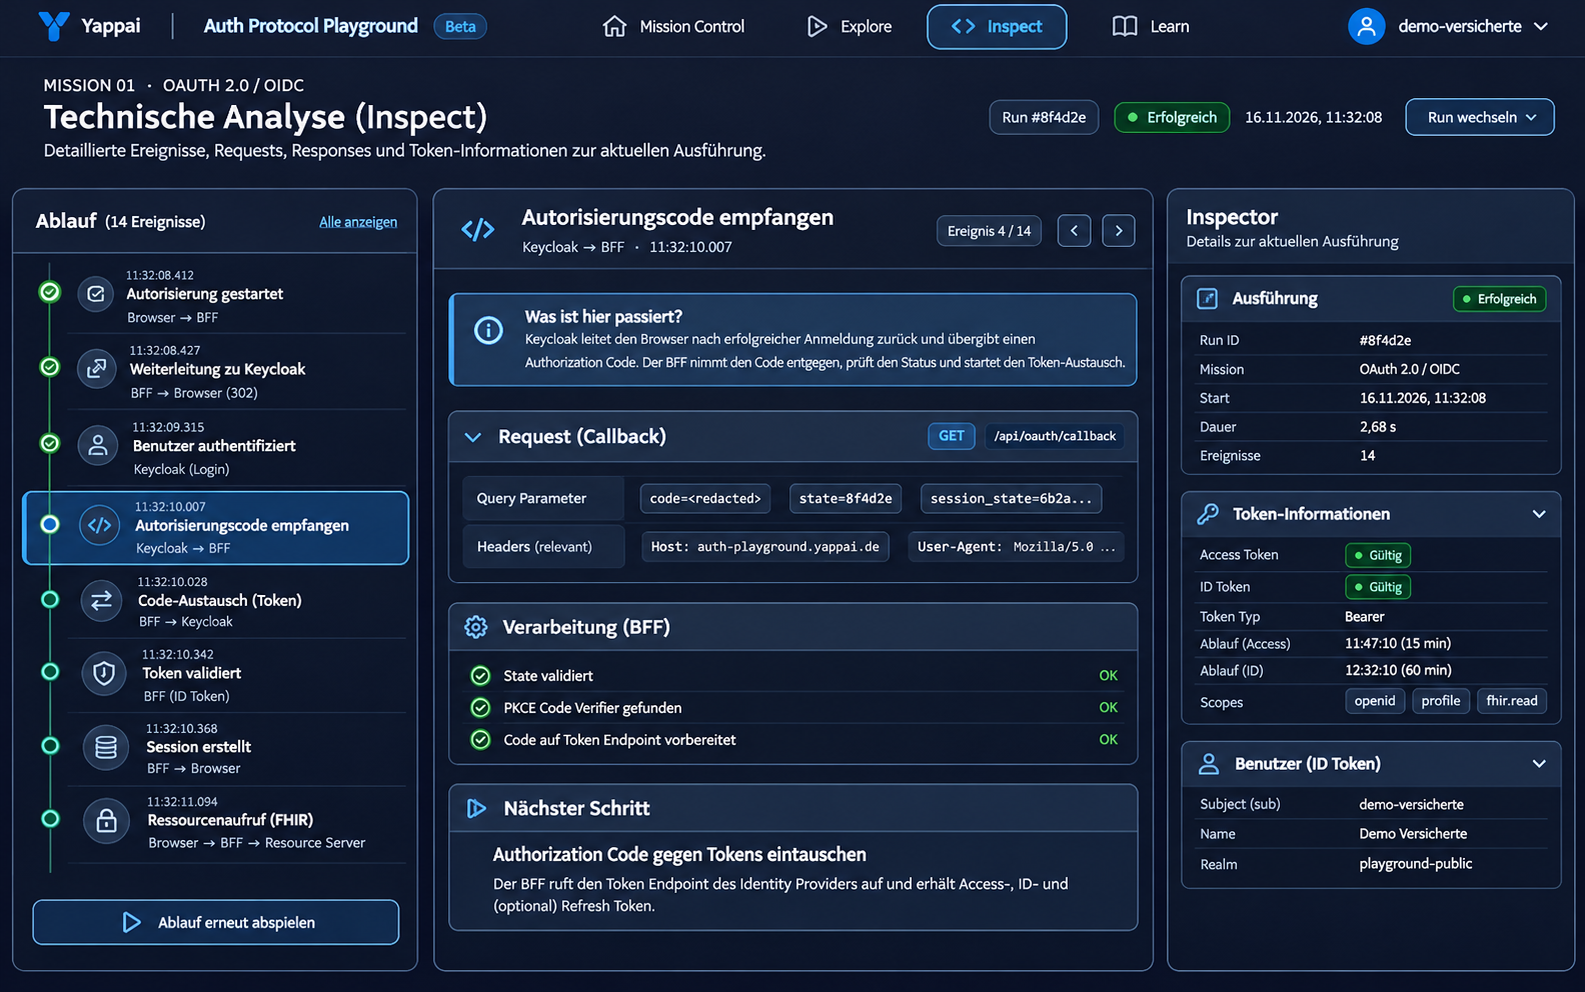 Yappai
Auth Protocol Playground
Beta
Mission Control
Explore
Inspect
Learn
demo-versicherte
MISSION 01 · OAUTH 2.0 / OIDC
Technische Analyse (Inspect)
Detaillierte Ereignisse, Requests, Responses und Token-Informationen zur aktuellen Ausführung.
Run #8f4d2e
Erfolgreich
16.11.2026, 11:32:08
Run wechseln
Ablauf (14 Ereignisse)
Alle anzeigen
11:32:08.412
Autorisierung gestartet
Browser → BFF
11:32:08.427
Weiterleitung zu Keycloak
BFF → Browser (302)
11:32:09.315
Benutzer authentifiziert
Keycloak (Login)
11:32:10.007
Autorisierungscode empfangen
Keycloak → BFF
11:32:10.028
Code-Austausch (Token)
BFF → Keycloak
11:32:10.342
Token validiert
BFF (ID Token)
11:32:10.368
Session erstellt
BFF → Browser
11:32:11.094
Ressourcenaufruf (FHIR)
Browser → BFF → Resource Server
Ablauf erneut abspielen
Autorisierungscode empfangen
Keycloak → BFF · 11:32:10.007
Ereignis 4 / 14
Was ist hier passiert?
Keycloak leitet den Browser nach erfolgreicher Anmeldung zurück und übergibt einen
Authorization Code. Der BFF nimmt den Code entgegen, prüft den Status und startet den Token-Austausch.
Request (Callback)
GET
/api/oauth/callback
Query Parameter
code=<redacted>
state=8f4d2e
session_state=6b2a...
Headers (relevant)
Host: auth-playground.yappai.de
User-Agent: Mozilla/5.0 ...
Verarbeitung (BFF)
State validiert
OK
PKCE Code Verifier gefunden
OK
Code auf Token Endpoint vorbereitet
OK
Nächster Schritt
Authorization Code gegen Tokens eintauschen
Der BFF ruft den Token Endpoint des Identity Providers auf und erhält Access-, ID- und
(optional) Refresh Token.
Inspector
Details zur aktuellen Ausführung
Ausführung
Erfolgreich
Run ID
#8f4d2e
Mission
OAuth 2.0 / OIDC
Start
16.11.2026, 11:32:08
Dauer
2,68 s
Ereignisse
14
Token-Informationen
Access Token
Gültig
ID Token
Gültig
Token Typ
Bearer
Ablauf (Access)
11:47:10 (15 min)
Ablauf (ID)
12:32:10 (60 min)
Scopes
openid
profile
fhir.read
Benutzer (ID Token)
Subject (sub)
demo-versicherte
Name
Demo Versicherte
Realm
playground-public